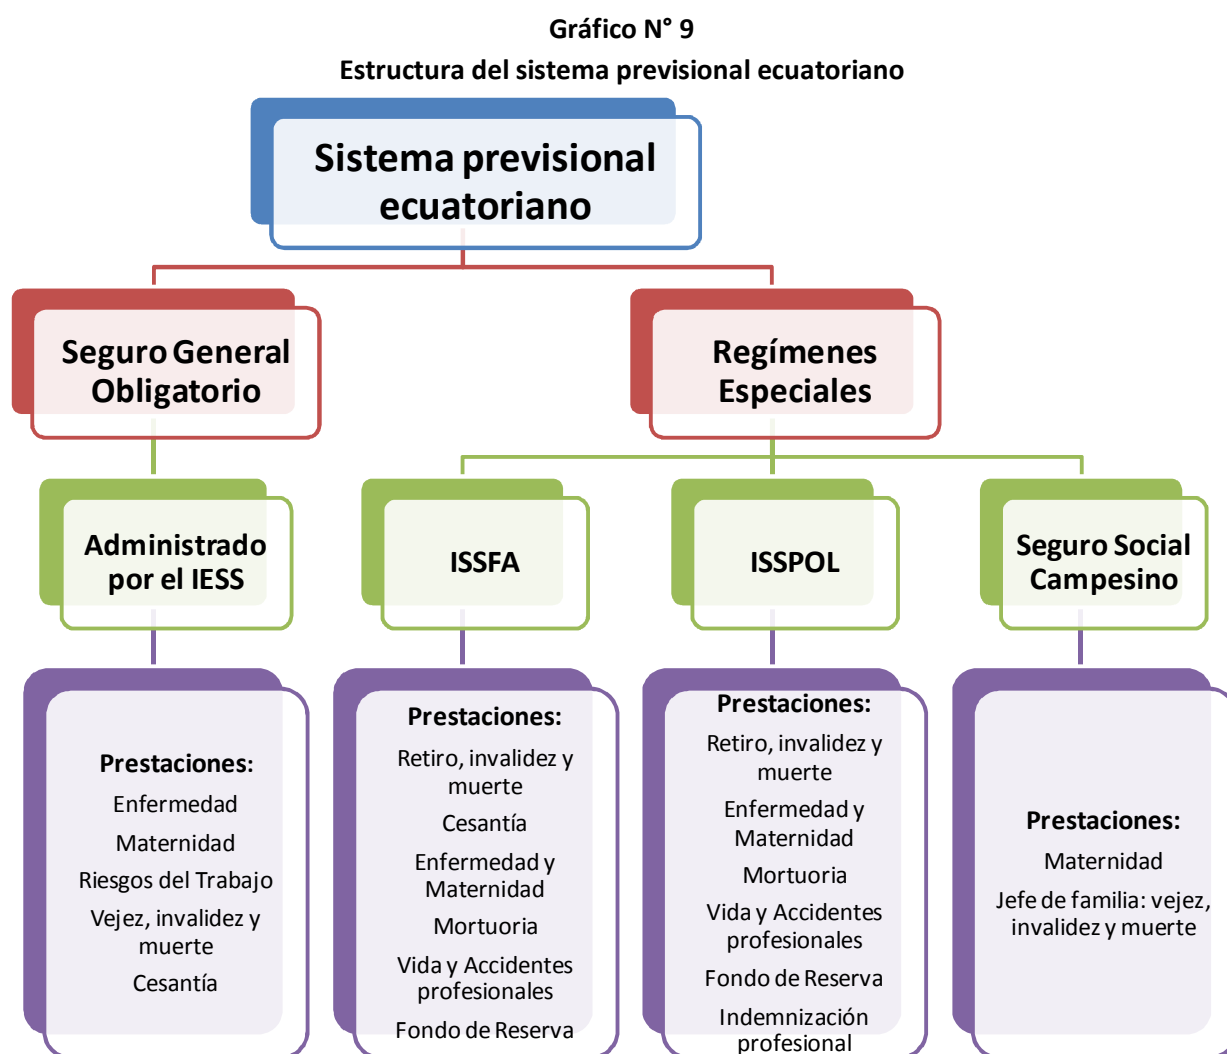 Gráfico N° 9
Estructura del sistema previsional ecuatoriano
Sistema previsional
ecuatoriano
Seguro General
Obligatorio
Regímenes
Especiales
Administrado
por el IESS
ISSFA
ISSPOL
Seguro Social
Campesino
Prestaciones:
Enfermedad
Maternidad
Riesgos del Trabajo
Vejez, invalidez y
muerte
Cesantía
Prestaciones:
Retiro, invalidez y
muerte
Cesantía
Enfermedad y
Maternidad
Mortuoria
Vida y Accidentes
profesionales
Fondo de Reserva
Prestaciones:
Retiro, invalidez y
muerte
Enfermedad y
Maternidad
Mortuoria
Vida y Accidentes
profesionales
Fondo de Reserva
Indemnización
profesional
Prestaciones:
Maternidad
Jefe de familia: vejez,
invalidez y muerte